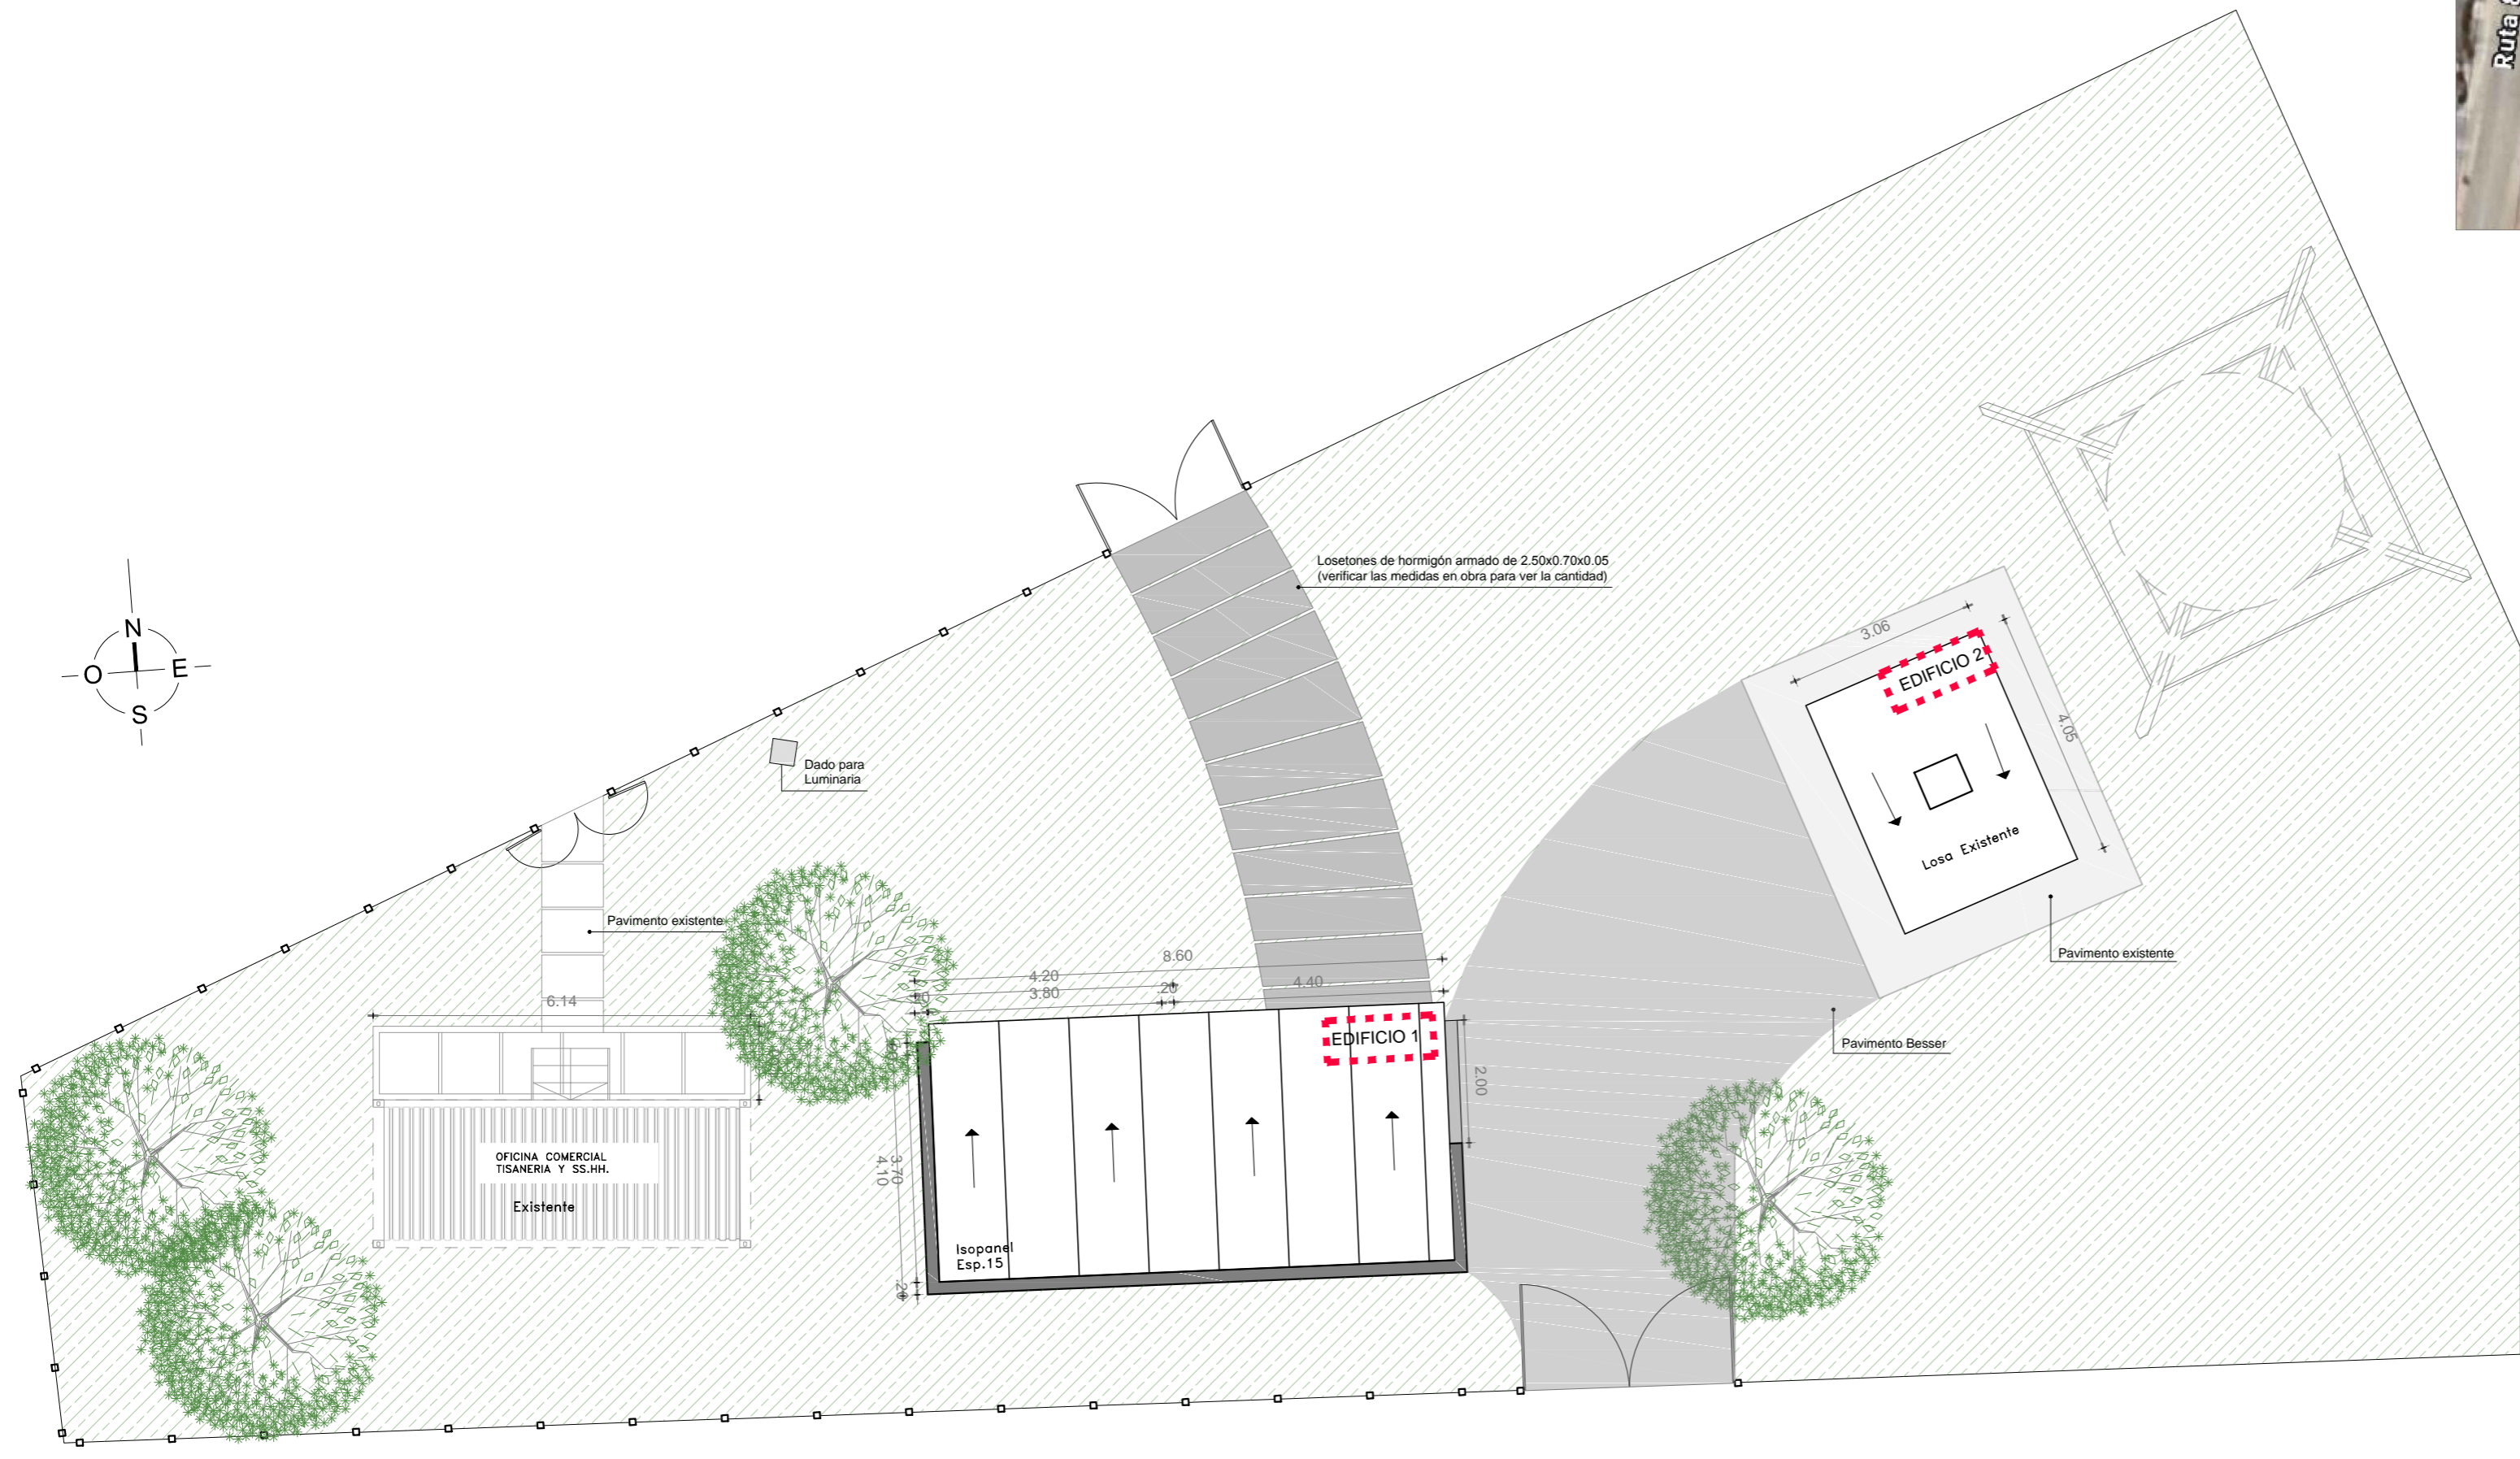 Ruta 8
N
O
E
S
Losetones de hormigón armado de 2.50x0.70x0.05
(verificar las medidas en obra para ver la cantidad)
3.06
EDIFICIO 2
4.05
Losa Existente
Dado para
Luminaria
Pavimento existente
Pavimento existente
8.60
4.20
4.40
3.80
.20
6.14
EDIFICIO 1
2.00
Pavimento Besser
OFICINA COMERCIAL
TISANERIA Y SS.HH.
Existente
3.70
4.10
Isopanel
Esp.15
.20